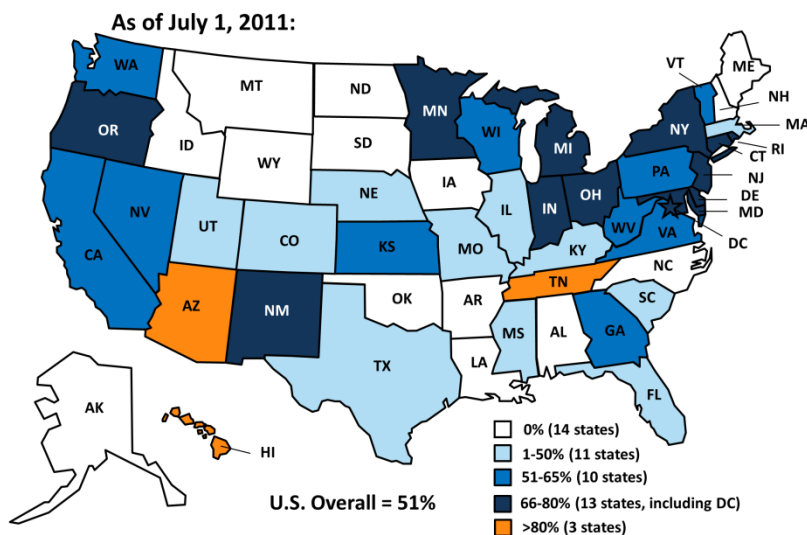 As of July 1, 2011:
WA
MT
ND
MN
VT
ME
NH
OR
ID
SD
WI
MI
NY
MA
RI
CT
WY
IA
PA
NJ
NE
IL
IN
OH
DE
MD
NV
UT
CO
KS
MO
WV
VA
DC
CA
KY
NC
AZ
NM
OK
AR
TN
SC
TX
MS
AL
GA
LA
FL
AK
HI
0% (14 states)
1-50% (11 states)
51-65% (10 states)
66-80% (13 states, including DC)
>80% (3 states)
U.S. Overall = 51%